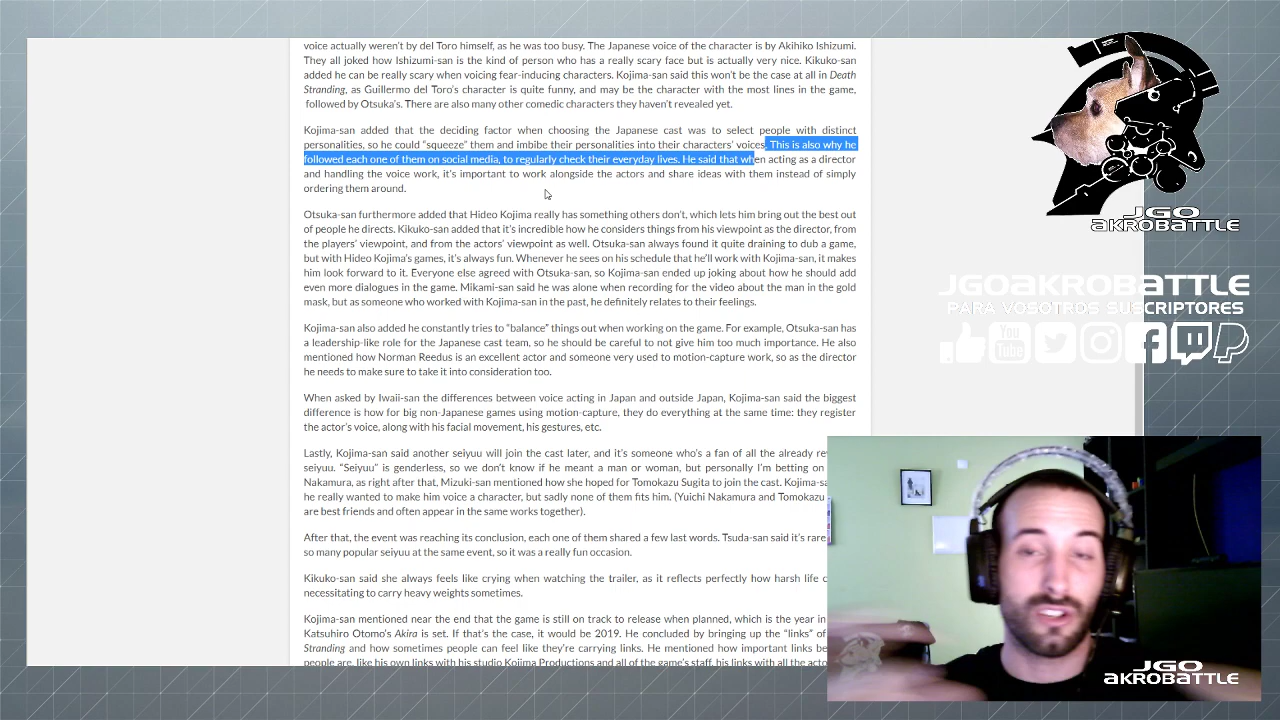 voice actually weren't by del Toro himself, as he was too busy. The Japanese voice of the character is by Akihiko Ishizumi.
They all joked how Ishizumi-san is the kind of person who has a really scary face but is actually very nice. Kikuko-san
added he can be really scary when voicing fear-inducing characters. Kojima-san said this won't be the case at all in Death
Stranding, as Guillermo del Toro's character is quite funny, and may be the character with the most lines in the game,
followed by Otsuka's. There are also many other comedic characters they haven't revealed yet.
Kojima-san added that the deciding factor when choosing the Japanese cast was to select people with distinct
personalities, so he could “squeeze” them and imbibe their personalities into their characters' voices. This is also why he
followed each one of them on social media, to regularly check their everyday lives. He said that when acting as a director
and handling the voice work, it's important to work alongside the actors and share ideas with them instead of simply
ordering them around.
Otsuka-san furthermore added that Hideo Kojima really has something others don't, which lets him bring out the best out
of people he directs. Kikuko-san added that it's incredible how he considers things from his viewpoint as the director, from
the players' viewpoint, and from the actors' viewpoint as well. Otsuka-san always found it quite draining to dub a game,
but with Hideo Kojima's games, it's always fun. Whenever he sees on his schedule that he'll work with Kojima-san, it makes
him look forward to it. Everyone else agreed with Otsuka-san, so Kojima-san ended up joking about how he should add
even more dialogues in the game. Mikami-san said he was alone when recording for the video about the man in the gold
mask, but as someone who worked with Kojima-san in the past, he definitely relates to their feelings.
Kojima-san also added he constantly tries to “balance” things out when working on the game. For example, Otsuka-san has
a leadership-like role for the Japanese cast team, so he should be careful to not give him too much importance. He also
mentioned how Norman Reedus is an excellent actor and someone very used to motion-capture work, so as the director
he needs to make sure to take it into consideration too.
When asked by Iwaii-san the differences between voice acting in Japan and outside Japan, Kojima-san said the biggest
difference is how for big non-Japanese games using motion-capture, they do everything at the same time: they register
the actor's voice, along with his facial movement, his gestures, etc.
Lastly, Kojima-san said another seiyuu will join the cast later, and it's someone who's a fan of all the already
seiyuu. “Seiyuu” is genderless, so we don't know if he meant a man or woman, but personally I'm betting on
Nakamura, as right after that, Mizuki-san mentioned how she hoped for Tomokazu Sugita to join the cast.
he really wanted to make him voice a character, but sadly none of them fits him. (Yuichi Nakamura and Tomokazu
are best friends and often appear in the same works together).
After that, the event was reaching its conclusion, each one of them shared a few last words. Tsuda-san said it's rare
so many popular seiyuu at the same event, so it was a really fun occasion.
Kikuko-san said she always feels like crying when watching the trailer, as it reflects perfectly how harsh life
necessitating to carry heavy weights sometimes.
Kojima-san mentioned near the end that the game is still on track to release when planned, which is the year in
Katsuhiro Otomo's Akira is set. If that's the case, it would be 2019. He concluded by bringing up the “links” of
Stranding and how sometimes people can feel like they're carrying links. He mentioned how important links
people are, like his own links with his studio Kojima Productions and all of the game's staff, his links with all the
JGO
AKROBATTLE
JGOAKROBATTLE
PARA VOSOTROS SUSCRIPTORES
You
Tube
JGO
AKROBATTLE